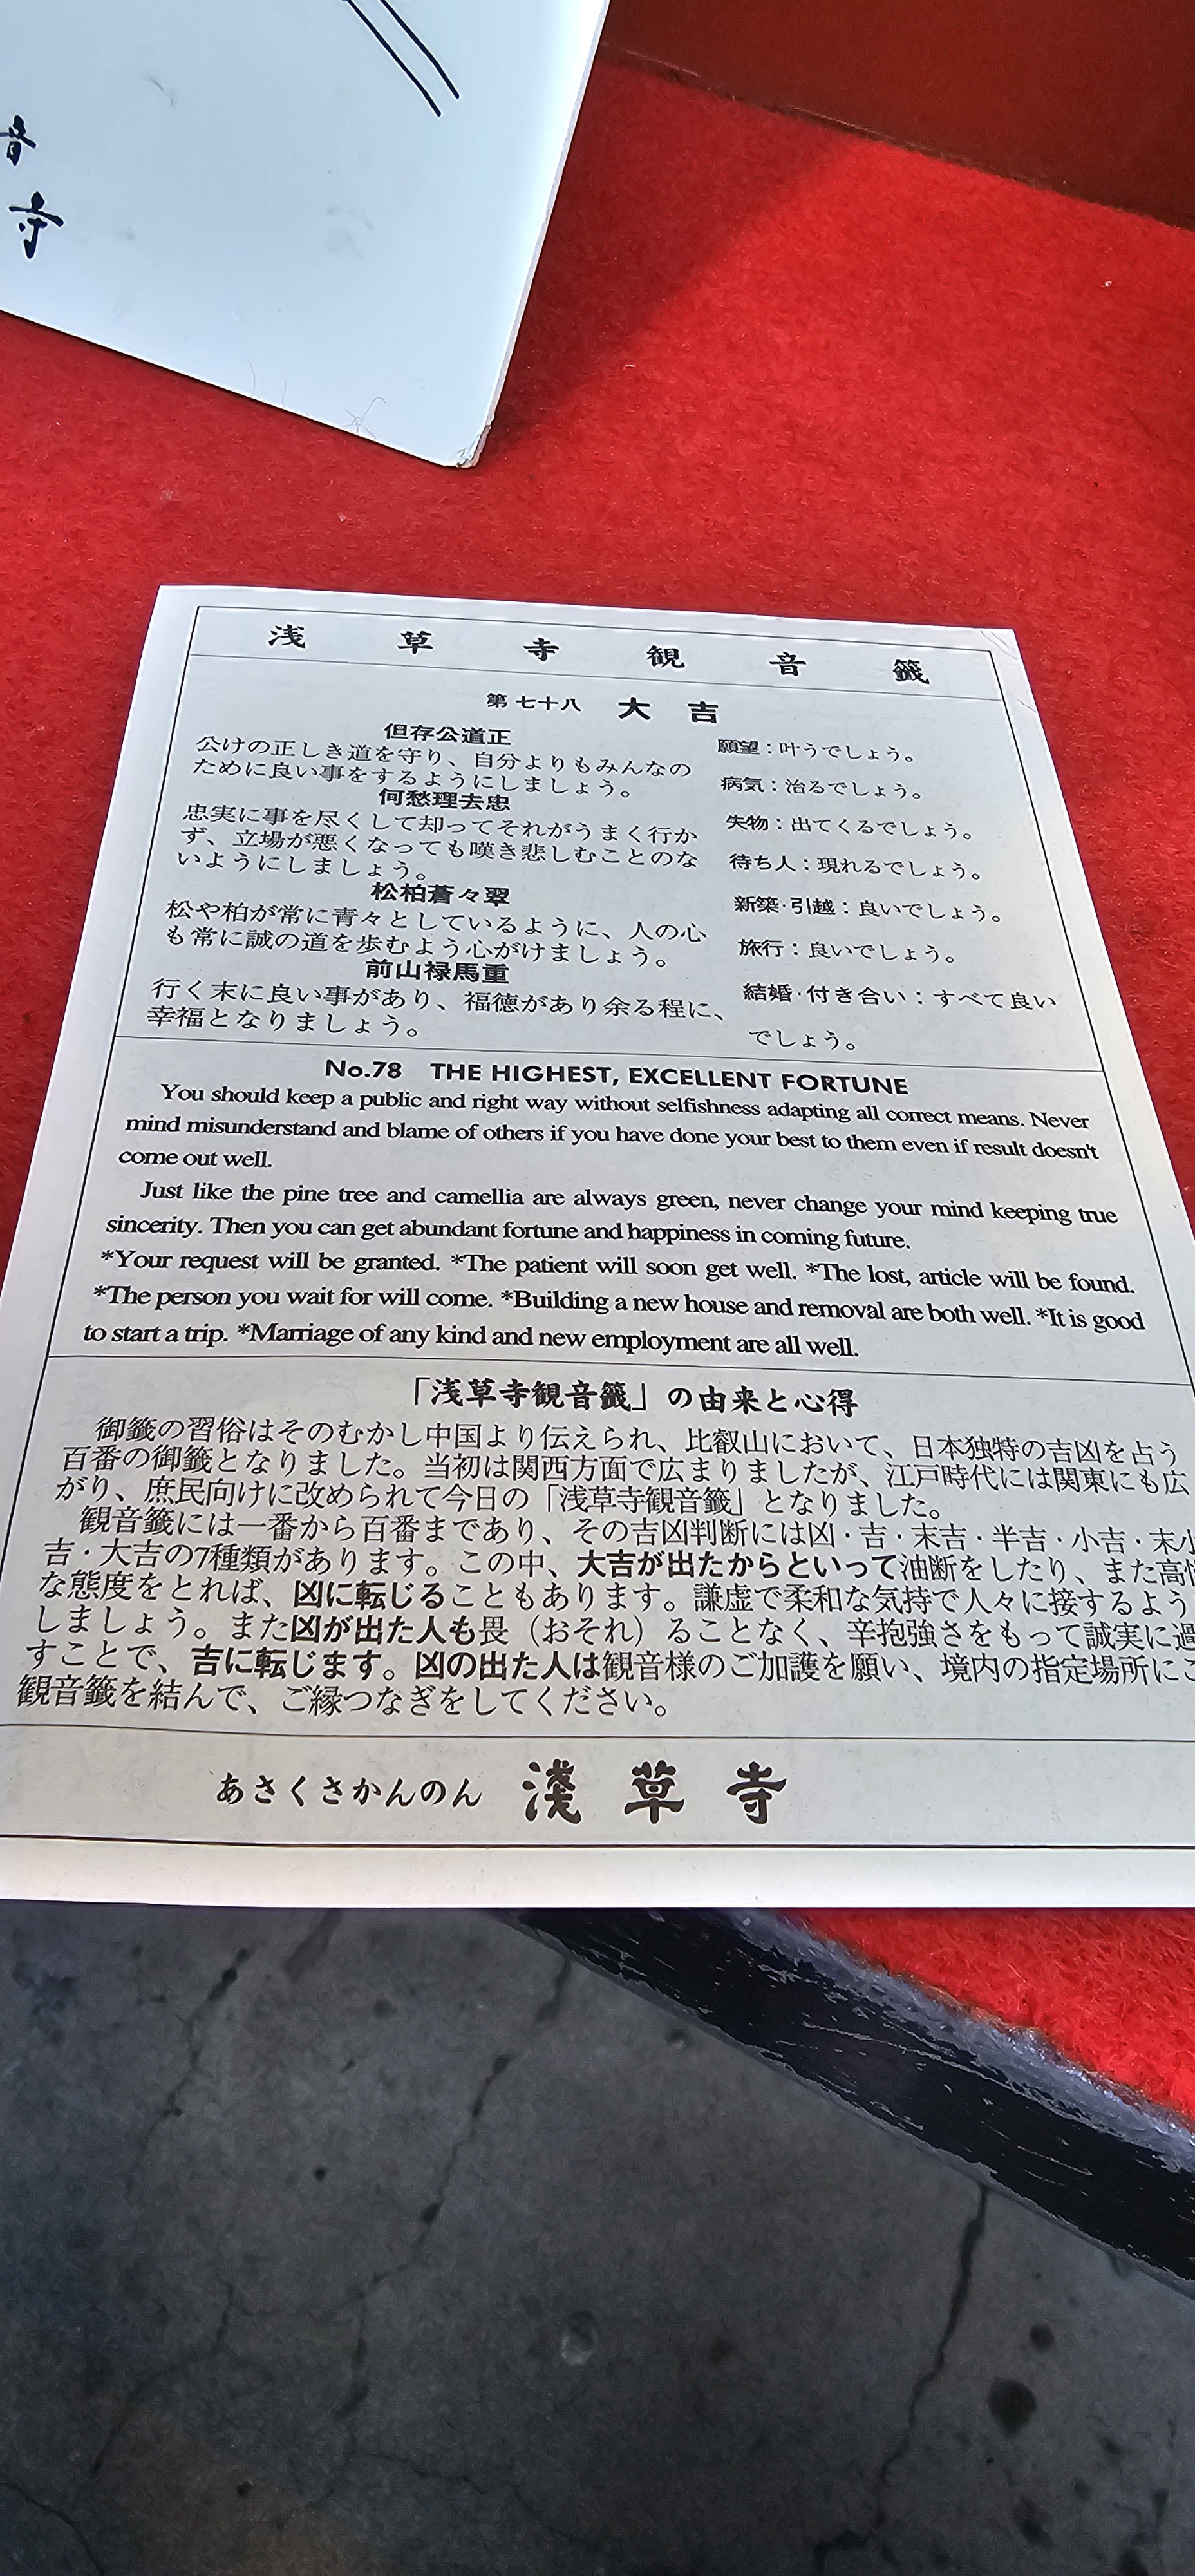 音
寺
浅草寺観音籤
第七十八 大吉
但存公道正
公けの正しき道を守り、自分よりもみんなの
ために良い事をするようにしましょう。
何愁理去忠
忠実に事を尽くして却ってそれがうまく行か
ず、立場が悪くなっても嘆き悲しむことのな
いようにしましょう。
松柏蒼々翠
松や柏が常に青々としているように、人の心
も常に誠の道を歩むよう心がけましょう。
前山禄馬重
行く末に良い事があり、福徳があり余る程に、
幸福となりましょう。
願望：叶うでしょう。
病気：治るでしょう。
失物：出てくるでしょう。
待ち人：現れるでしょう。
新築·引越：良いでしょう。
旅行：良いでしょう。
結婚·付き合い：すべて良い
でしょう。
No.78 THE HIGHEST, EXCELLENT FORTUNE
You should keep a public and right way without selfishness adapting all correct means. Never
mind misunderstand and blame of others if you have done your best to them even if result doesn't
come out well.
Just like the pine tree and camellia are always green, never change your mind keeping true
sincerity. Then you can get abundant fortune and happiness in coming future.
*Your request will be granted. *The patient will soon get well. *The lost, article will be found.
*The person you wait for will come. *Building a new house and removal are both well. *It is good
to start a trip. *Marriage of any kind and new employment are all well.
「浅草寺観音籤」の由来と心得
御籤の習俗はそのむかし中国より伝えられ、比叡山において、日本独特の吉凶を占う
百番の御籤となりました。当初は関西方面で広まりましたが、江戸時代には関東にも広
がり、庶民向けに改められて今日の「浅草寺観音籤」となりました。
観音籤には一番から百番まであり、その吉凶判断には凶·吉·末吉·半吉·小吉·末小
吉·大吉の7種類があります。この中、大吉が出たからといって油断をしたり、また高
な態度をとれば、凶に転じることもあります。謙虚で柔和な気持で人々に接するよう
しましょう。また凶が出た人も畏（おそれ）ることなく、辛抱強さをもって誠実に過
すことで、吉に転じます。凶の出た人は観音様のご加護を願い、境内の指定場所にこ
観音籤を結んで、ご縁つなぎをしてください。
あさくさかんのん 淺草寺